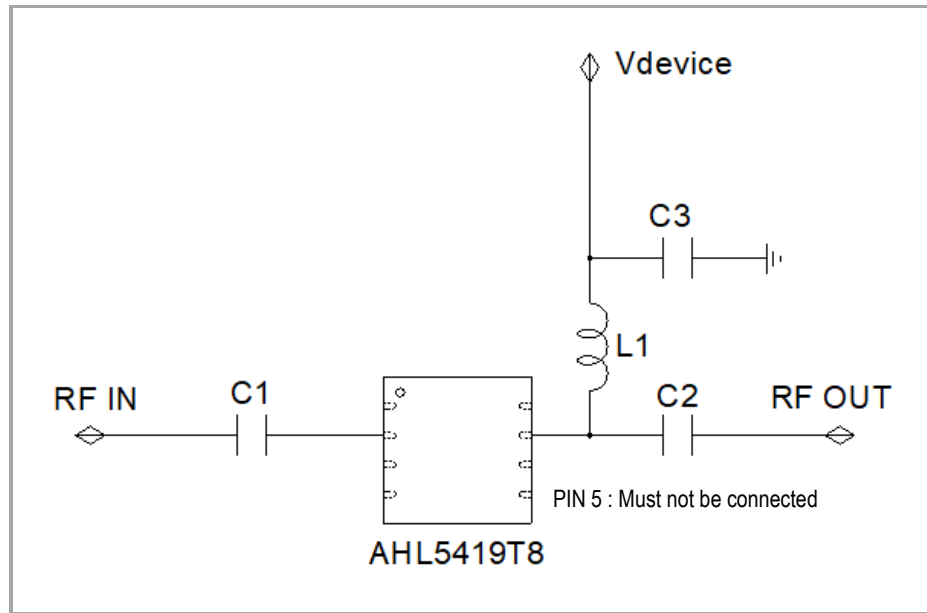 Vdevice
C3
L1
RF IN
C1
C2
RF OUT
PIN 5 : Must not be connected
AHL5419T8